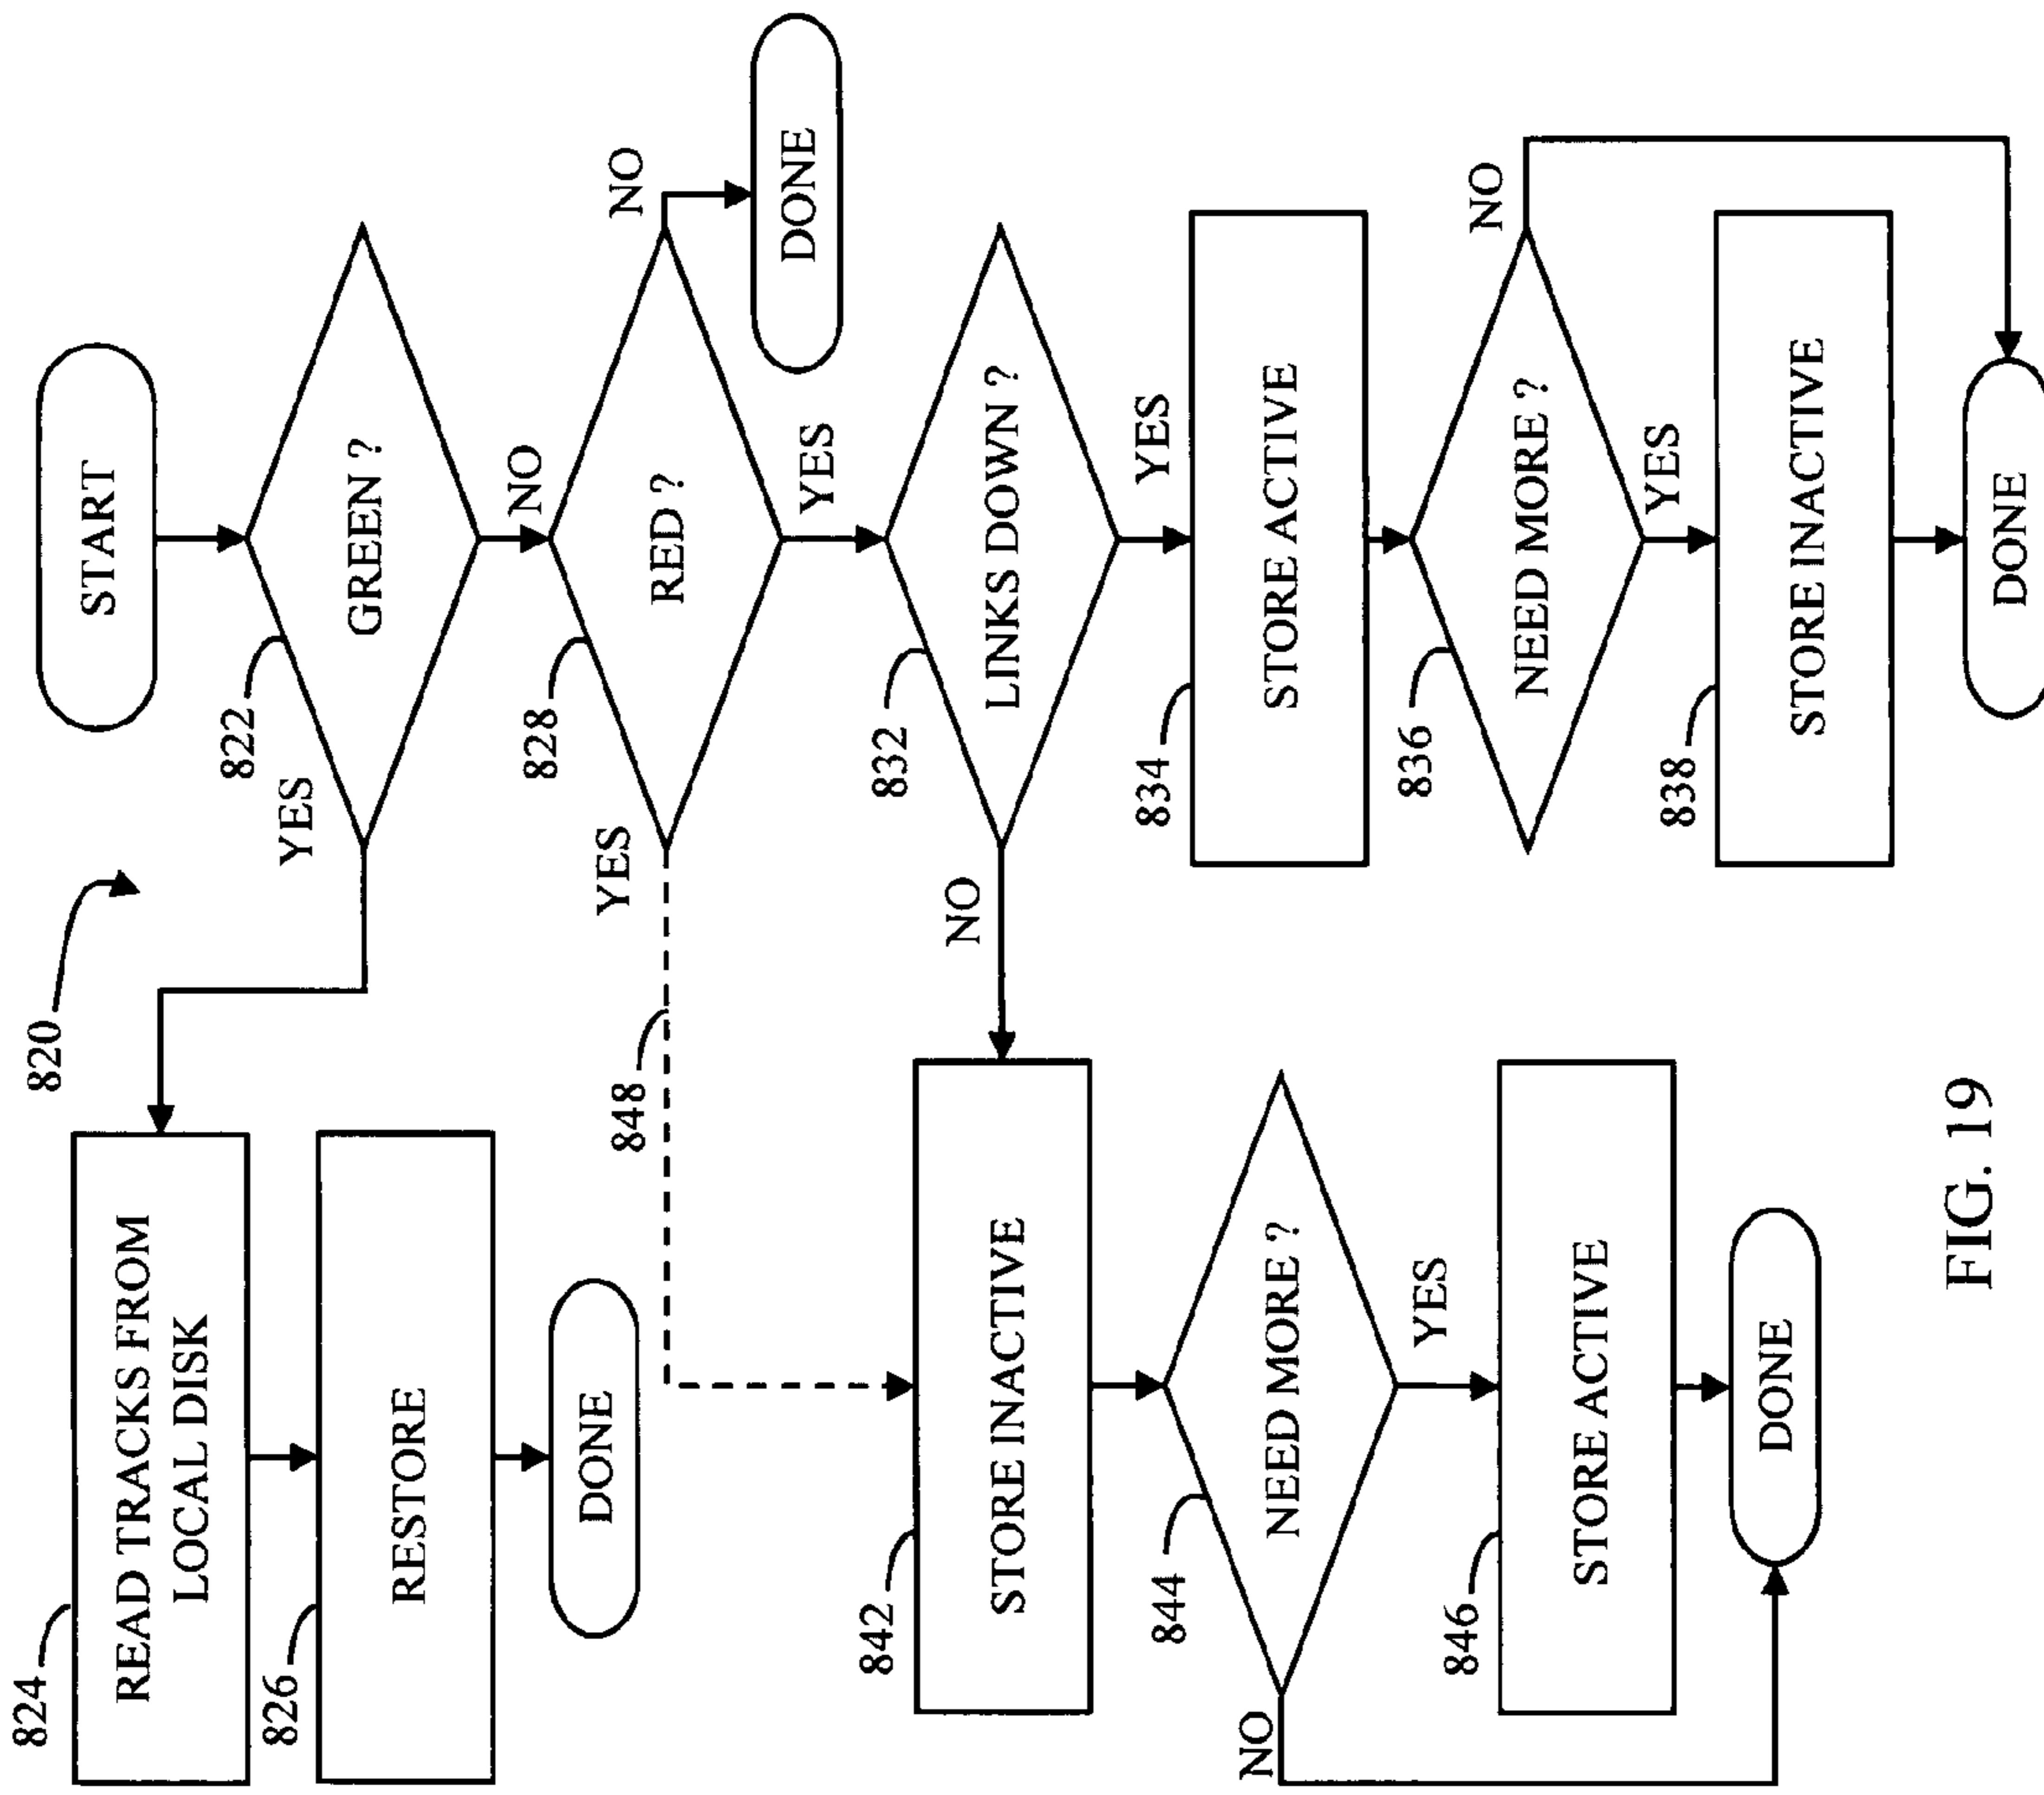 820
START
822
GREEN ?
YES
NO
824
READ TRACKS FROM
LOCAL DISK
826
RESTORE
DONE
828
RED ?
NO
DONE
YES
YES
848
832
LINKS DOWN ?
NO
YES
834
STORE ACTIVE
836
NEED MORE ?
NO
YES
838
STORE INACTIVE
DONE
842
STORE INACTIVE
844
NEED MORE ?
NO
YES
846
STORE ACTIVE
DONE
FIG. 19